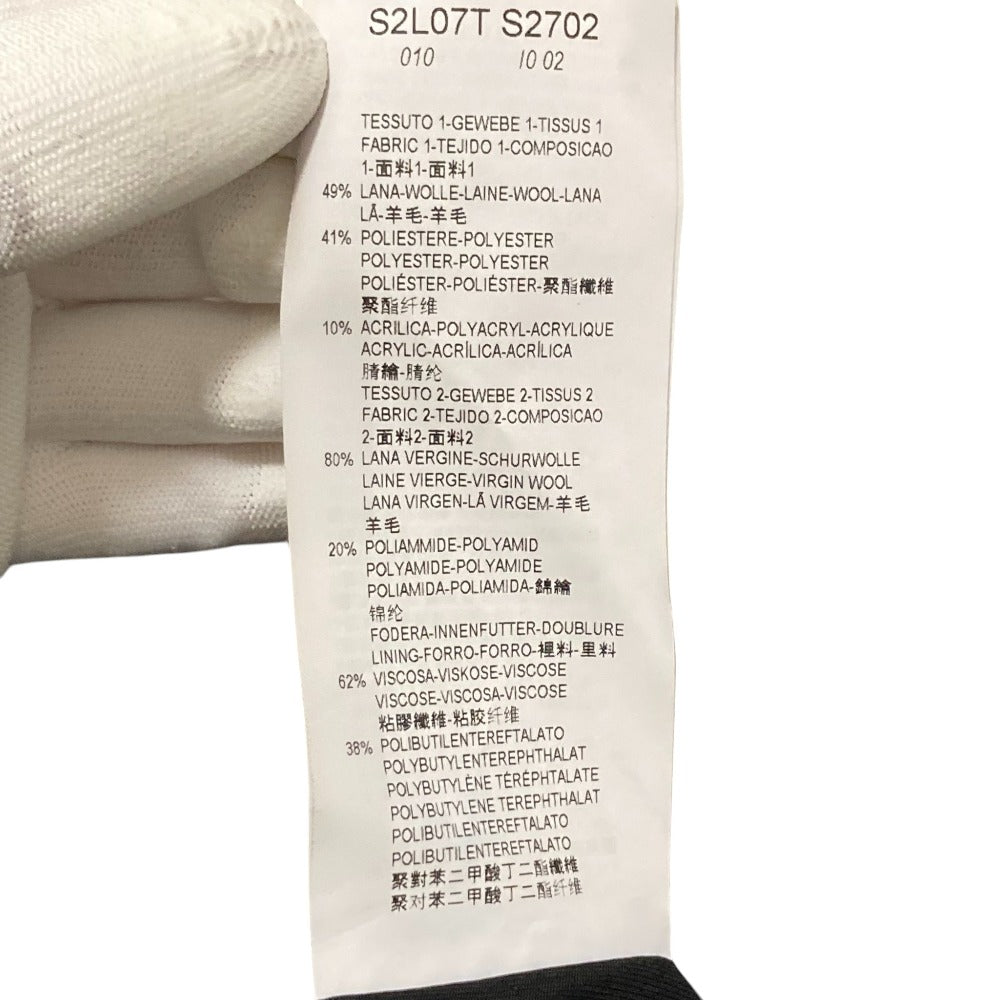 S2L07T S2702
010 I0 02
TESSUTO 1-GEWEBE 1-TISSUS 1
FABRIC 1-TEJIDO 1-COMPOSICAO
1-面料1-面料1
49% LANA-WOLLE-LAINE-WOOL-LANA
LÃ-羊毛-羊毛
41% POLIESTERE-POLYESTER
POLYESTER-POLYESTER
POLIÉSTER-POLIÉSTER-聚酯纖維
聚酯纤维
10% ACRILICA-POLYACRYL-ACRYLIQUE
ACRYLIC-ACRÍLICA-ACRÍLICA
腈綸-腈纶
TESSUTO 2-GEWEBE 2-TISSUS 2
FABRIC 2-TEJIDO 2-COMPOSICAO
2-面料2-面料2
80% LANA VERGINE-SCHURWOLLE
LAINE VIERGE-VIRGIN WOOL
LANA VIRGEN-LÃ VIRGEM-羊毛
羊毛
20% POLIAMMIDE-POLYAMID
POLYAMIDE-POLYAMIDE
POLIAMIDA-POLIAMIDA-錦綸
锦纶
FODERA-INNENFUTTER-DOUBLURE
LINING-FORRO-FORRO-裡料-里料
62% VISCOSA-VISKOSE-VISCOSE
VISCOSE-VISCOSA-VISCOSE
粘膠纖維-粘胶纤维
38% POLIBUTILENTEREFTALATO
POLYBUTYLENTEREPHTHALAT
POLYBUTYLÈNE TÉRÉPHTALATE
POLYBUTYLENE TEREPHTHALAT
POLIBUTILENTEREFTALATO
POLIBUTILENTEREFTALATO
聚對苯二甲酸丁二酯纖維
聚对苯二甲酸丁二酯纤维